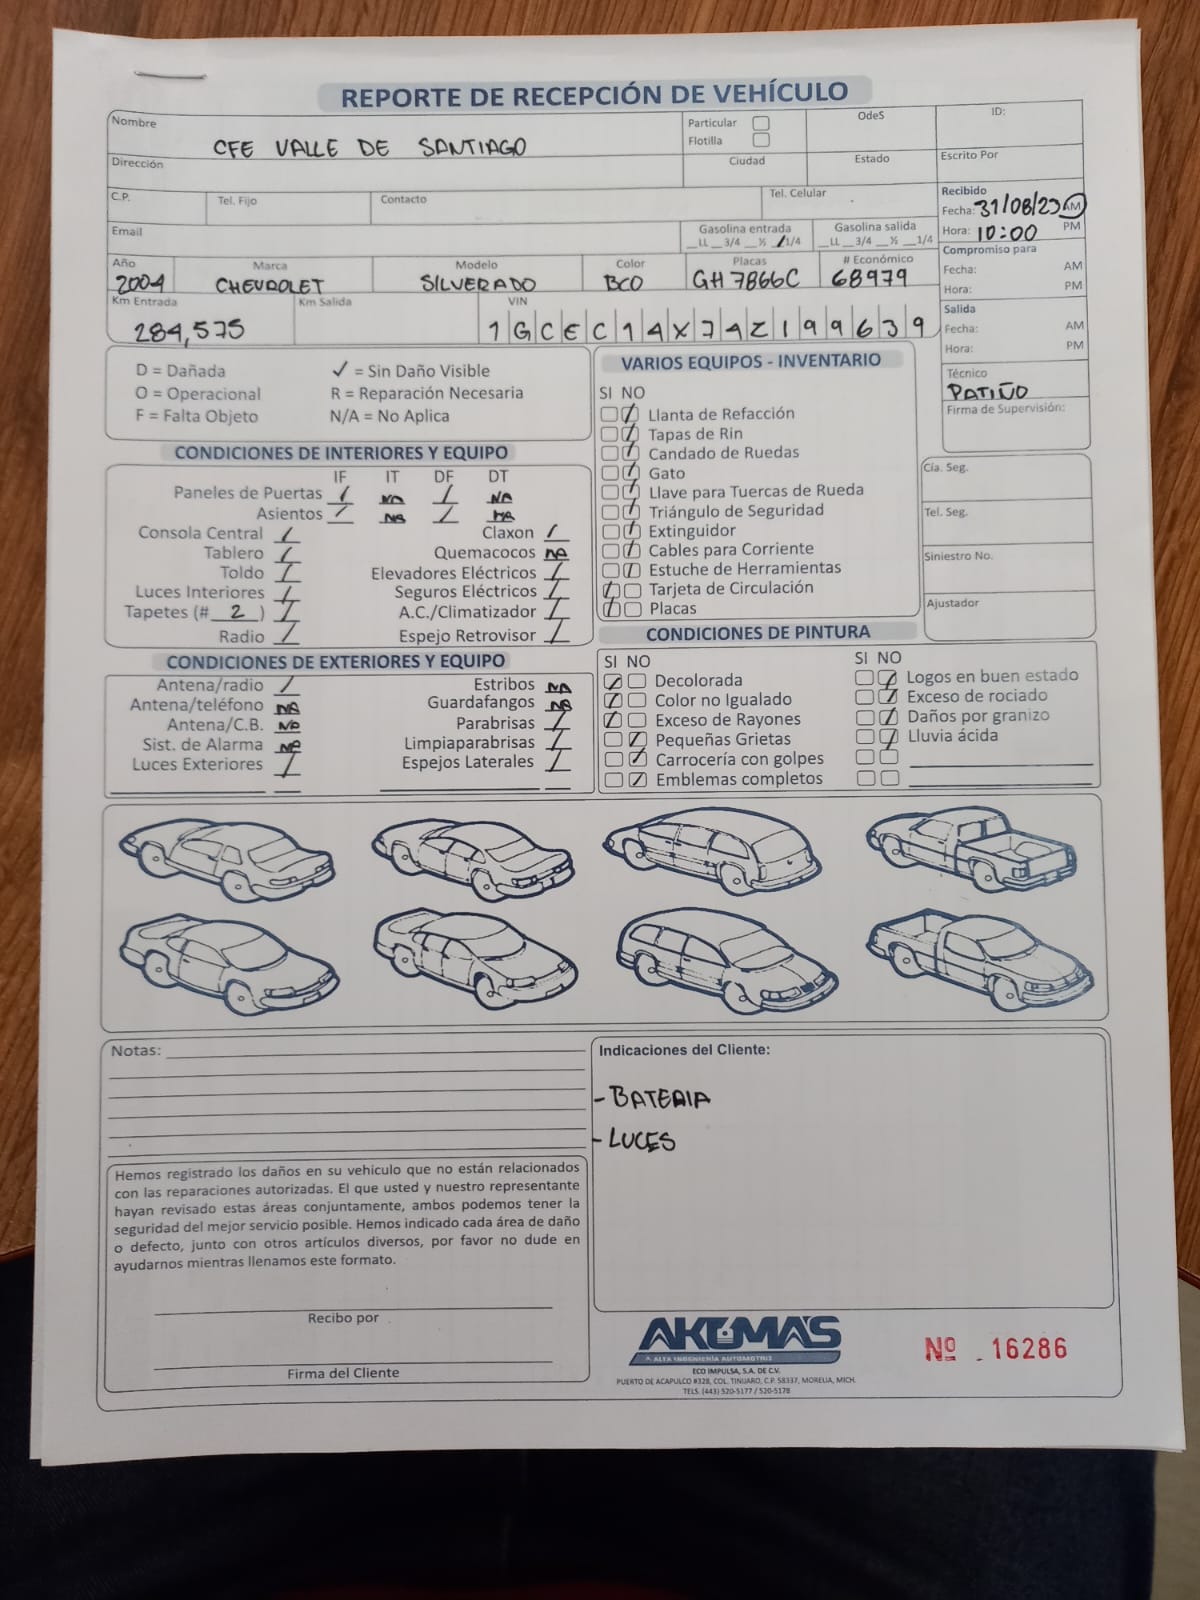 REPORTE DE RECEPCIÓN DE VEHÍCULO
Nombre CFE VALLE DE SANTIAGO
Particular
Flotilla
OdeS
ID:
Dirección
Ciudad
Estado
Escrito Por
C.P.
Tel. Fijo
Contacto
Tel. Celular
Recibido
Fecha: 31/08/23 AM
Hora: 10:00 PM
Email
Gasolina entrada
__LL __3/4 __½ __1/4
Gasolina salida
__LL __3/4 __½ __1/4
Compromiso para
Fecha: AM
Hora: PM
Año 2004
Marca CHEVROLET
Modelo SILVERADO
Color BCO
Placas GH 7866C
# Económico 68979
Km Entrada 284,575
Km Salida
VIN 1GCEC14X74Z199639
Salida
Fecha: AM
Hora: PM
Técnico
PATIÑO
Firma de Supervisión:
Cía. Seg.
Tel. Seg.
Siniestro No.
Ajustador
D = Dañada ✓ = Sin Daño Visible
O = Operacional R = Reparación Necesaria
F = Falta Objeto N/A = No Aplica
CONDICIONES DE INTERIORES Y EQUIPO
IF IT DF DT
Paneles de Puertas / NA / NA
Asientos / NA / NA
Consola Central / Claxon /
Tablero / Quemacocos NA
Toldo / Elevadores Eléctricos /
Luces Interiores / Seguros Eléctricos /
Tapetes (# 2 ) / A.C./Climatizador /
Radio / Espejo Retrovisor /
VARIOS EQUIPOS - INVENTARIO
SI NO
Llanta de Refacción
Tapas de Rin
Candado de Ruedas
Gato
Llave para Tuercas de Rueda
Triángulo de Seguridad
Extinguidor
Cables para Corriente
Estuche de Herramientas
Tarjeta de Circulación
Placas
CONDICIONES DE EXTERIORES Y EQUIPO
Antena/radio / Estribos NA
Antena/teléfono NA Guardafangos NA
Antena/C.B. NA Parabrisas /
Sist. de Alarma NA Limpiaparabrisas /
Luces Exteriores / Espejos Laterales /
CONDICIONES DE PINTURA
SI NO SI NO
Decolorada Logos en buen estado
Color no Igualado Exceso de rociado
Exceso de Rayones Daños por granizo
Pequeñas Grietas Lluvia ácida
Carrocería con golpes
Emblemas completos
Notas:
Indicaciones del Cliente:
- BATERIA
- LUCES
Hemos registrado los daños en su vehiculo que no están relacionados
con las reparaciones autorizadas. El que usted y nuestro representante
hayan revisado estas áreas conjuntamente, ambos podemos tener la
seguridad del mejor servicio posible. Hemos indicado cada área de daño
o defecto, junto con otros artículos diversos, por favor no dude en
ayudarnos mientras llenamos este formato.
Recibo por
Firma del Cliente
AKUMAS
ALTA INGENIERÍA AUTOMOTRIZ
ECO IMPULSA, S.A. DE C.V.
PUERTO DE ACAPULCO #328, COL. TINIJARO, C.P. 58337, MORELIA, MICH.
TELS. (443) 520-5177 / 520-5178
Nº 16286